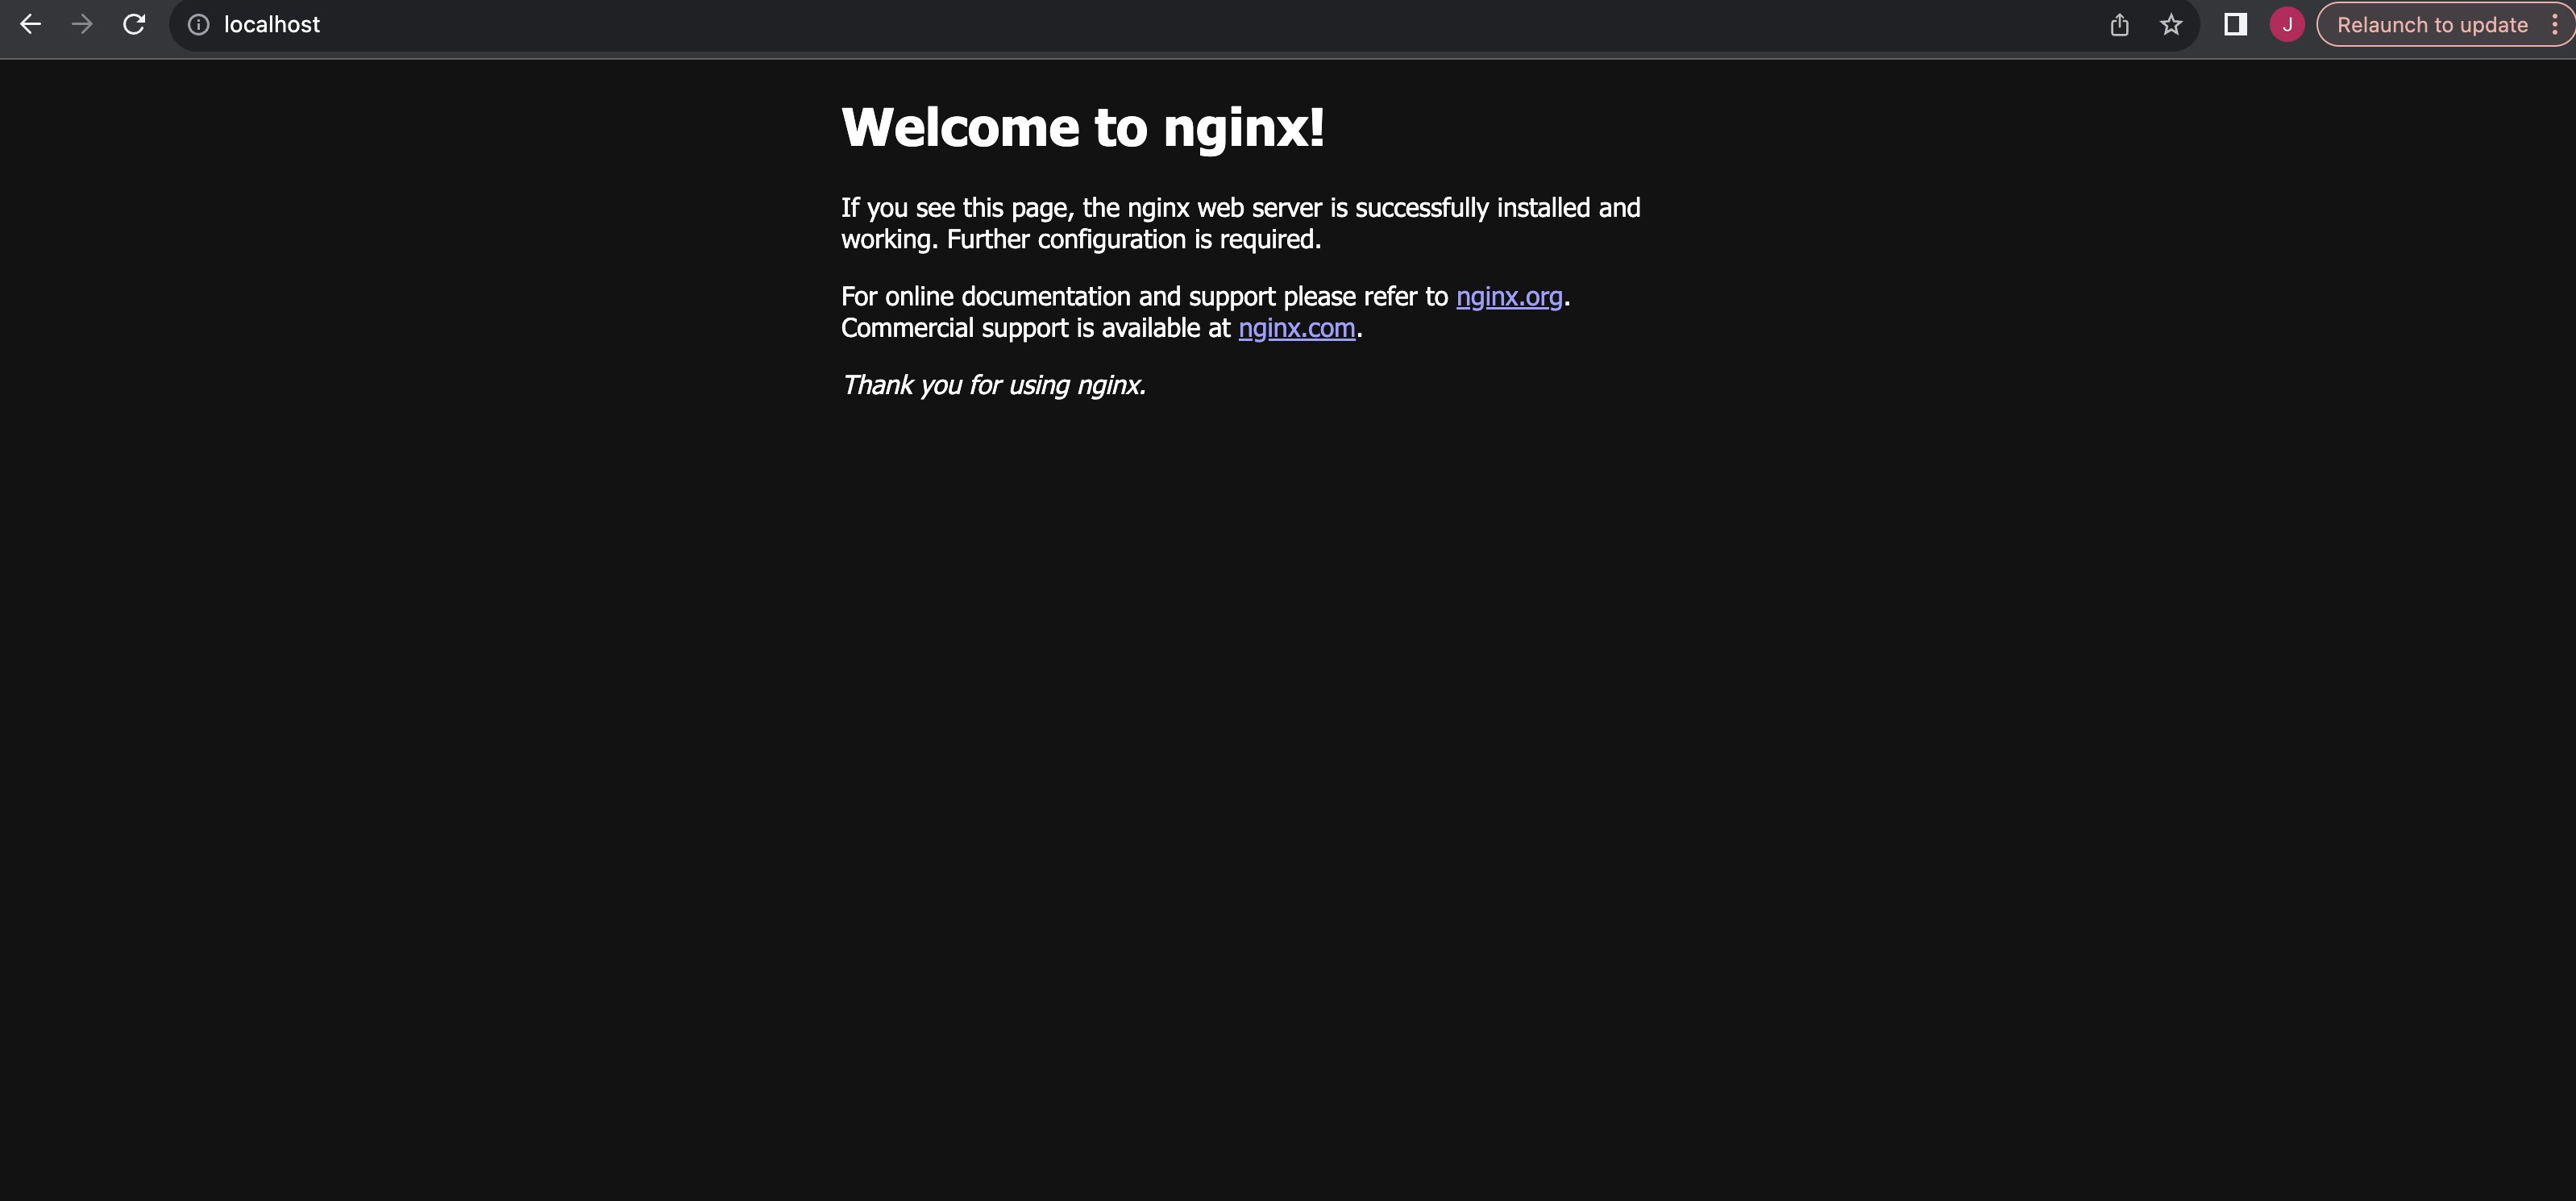 localhost
J
Relaunch to update
Welcome to nginx!
If you see this page, the nginx web server is successfully installed and
working. Further configuration is required.
For online documentation and support please refer to nginx.org.
Commercial support is available at nginx.com.
Thank you for using nginx.